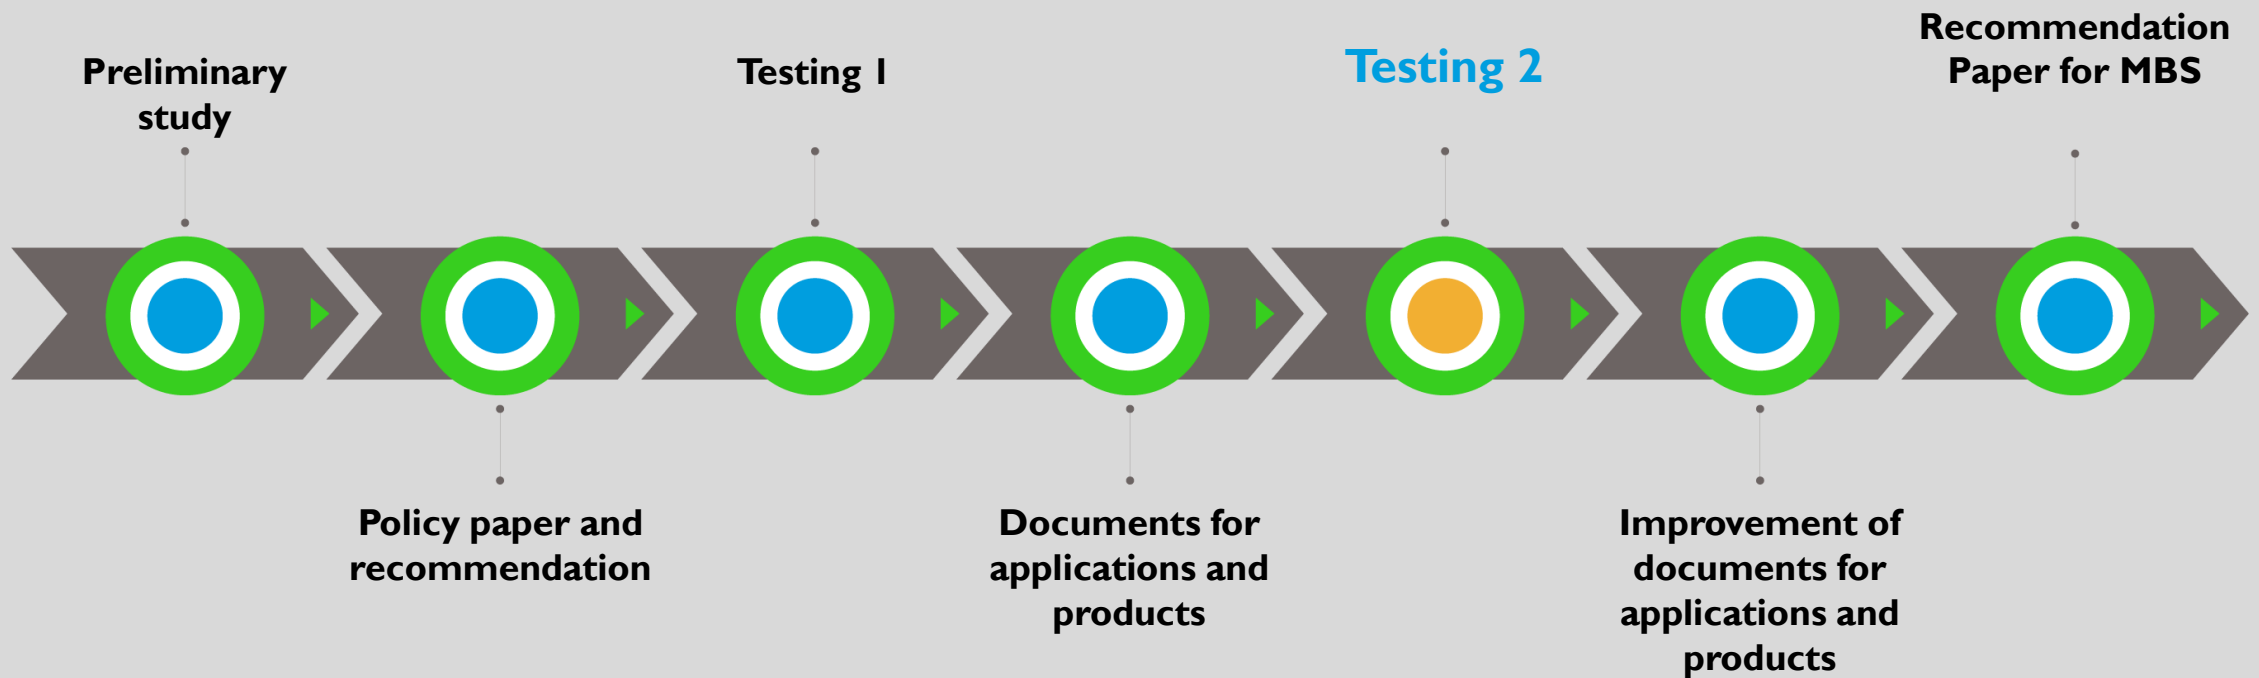 Preliminary
study
Policy paper and
recommendation
Testing 1
Documents for
applications and
products
Testing 2
Improvement of
documents for
applications and
products
Recommendation
Paper for MBS